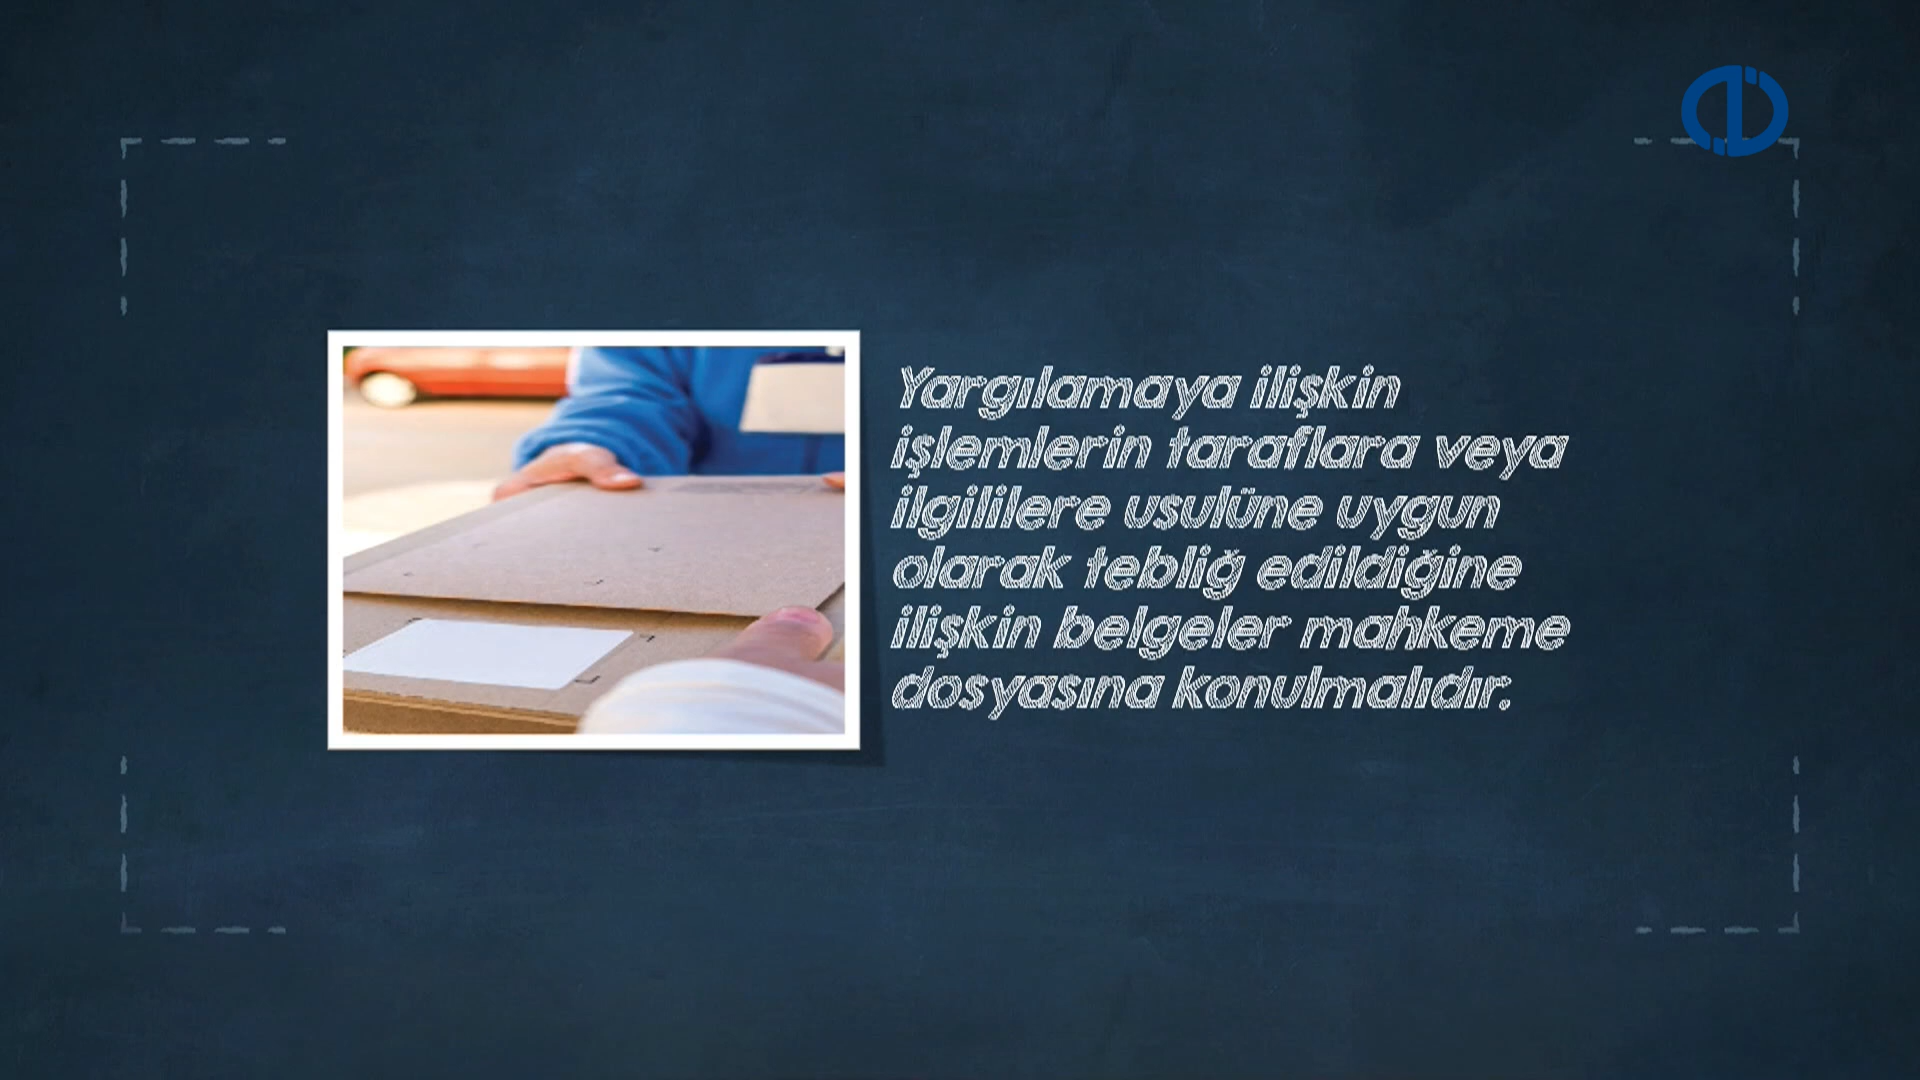 Yargılamaya ilişkin
işlemlerin taraflara veya
ilgililere usulüne uygun
olarak tebliğ edildiğine
ilişkin belgeler mahkeme
dosyasına konulmalıdır.